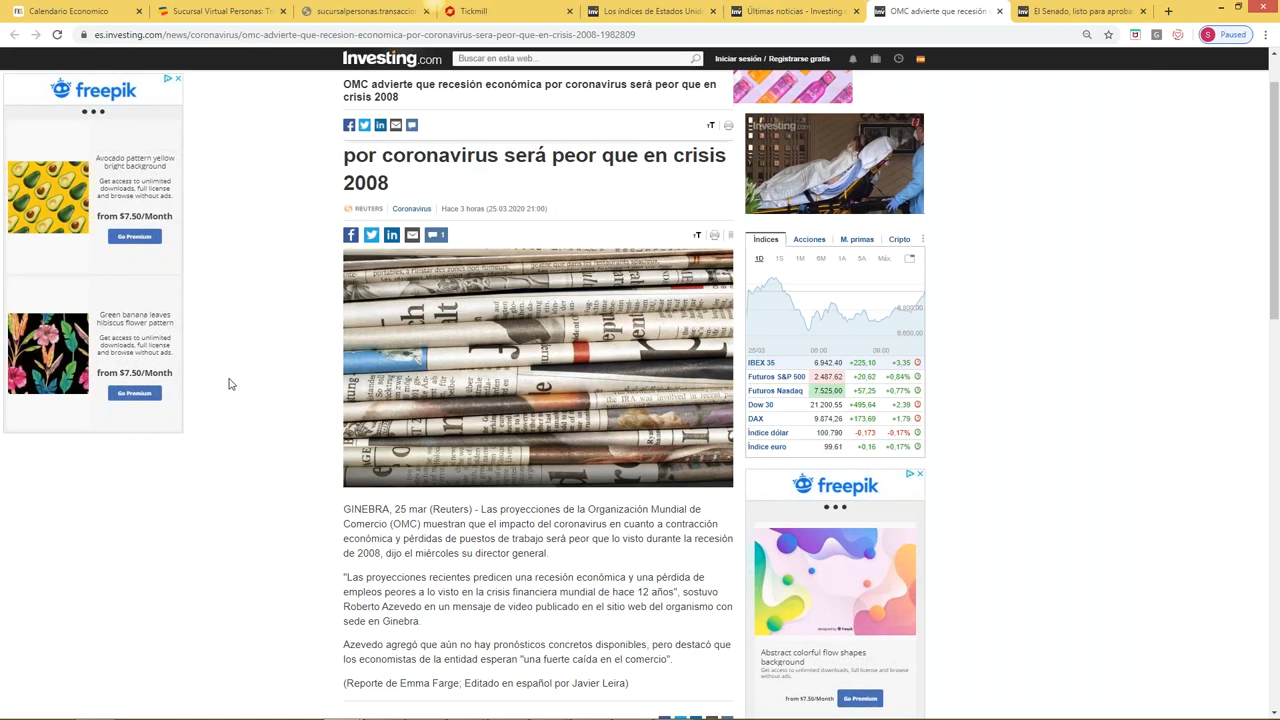 Calendario Economico
Sucursal Virtual Personas: Tr
sucursalpersonas.transaccio
Tickmill
Los índices de Estados Unido
Últimas noticias - Investing.c
OMC advierte que recesión
El Senado, listo para aproba
es.investing.com/news/coronavirus/omc-advierte-que-recesion-economica-por-coronavirus-sera-peor-que-en-crisis-2008-1982809
S Paused
Investing.com
Buscar en esta web...
Iniciar sesión / Registrarse gratis
freepik
Avocado pattern yellow
bright background
Get access to unlimited
downloads, full license
and browse without ads.
from $7.50/Month
Go Premium
Green banana leaves
hibiscus flower pattern
Get access to unlimited
downloads, full license
and browse without ads.
from $7.50/Month
Go Premium
OMC advierte que recesión económica por coronavirus será peor que en
crisis 2008
por coronavirus será peor que en crisis
2008
REUTERS Coronavirus Hace 3 horas (25.03.2020 21:00)
1
GINEBRA, 25 mar (Reuters) - Las proyecciones de la Organización Mundial de
Comercio (OMC) muestran que el impacto del coronavirus en cuanto a contracción
económica y pérdidas de puestos de trabajo será peor que lo visto durante la recesión
de 2008, dijo el miércoles su director general.
"Las proyecciones recientes predicen una recesión económica y una pérdida de
empleos peores a lo visto en la crisis financiera mundial de hace 12 años", sostuvo
Roberto Azevedo en un mensaje de video publicado en el sitio web del organismo con
sede en Ginebra.
Azevedo agregó que aún no hay pronósticos concretos disponibles, pero destacó que
los economistas de la entidad esperan "una fuerte caída en el comercio".
(Reporte de Emma Farge; Editado en español por Javier Leira)
Investing.com
Índices Acciones M. primas Cripto
1D 1S 1M 6M 1A 5A Máx.
6.600,00
25/03 06:00 09:00
IBEX 35 6.942,40 +225,10 +3,35
Futuros S&P 500 2 487,62 +20,62 +0,84%
Futuros Nasdaq 7.525,00 +57,25 +0,77%
Dow 30 21.200,55 +495,64 +2,39
DAX 9.874,26 +173,69 +1,79
Índice dólar 100,790 -0,173 -0,17%
Índice euro 99,61 +0,16 +0,17%
freepik
designed by freepik
Abstract colorful flow shapes
background
Get access to unlimited downloads, full license and browse
without ads.
from $7.50/Month
Go Premium